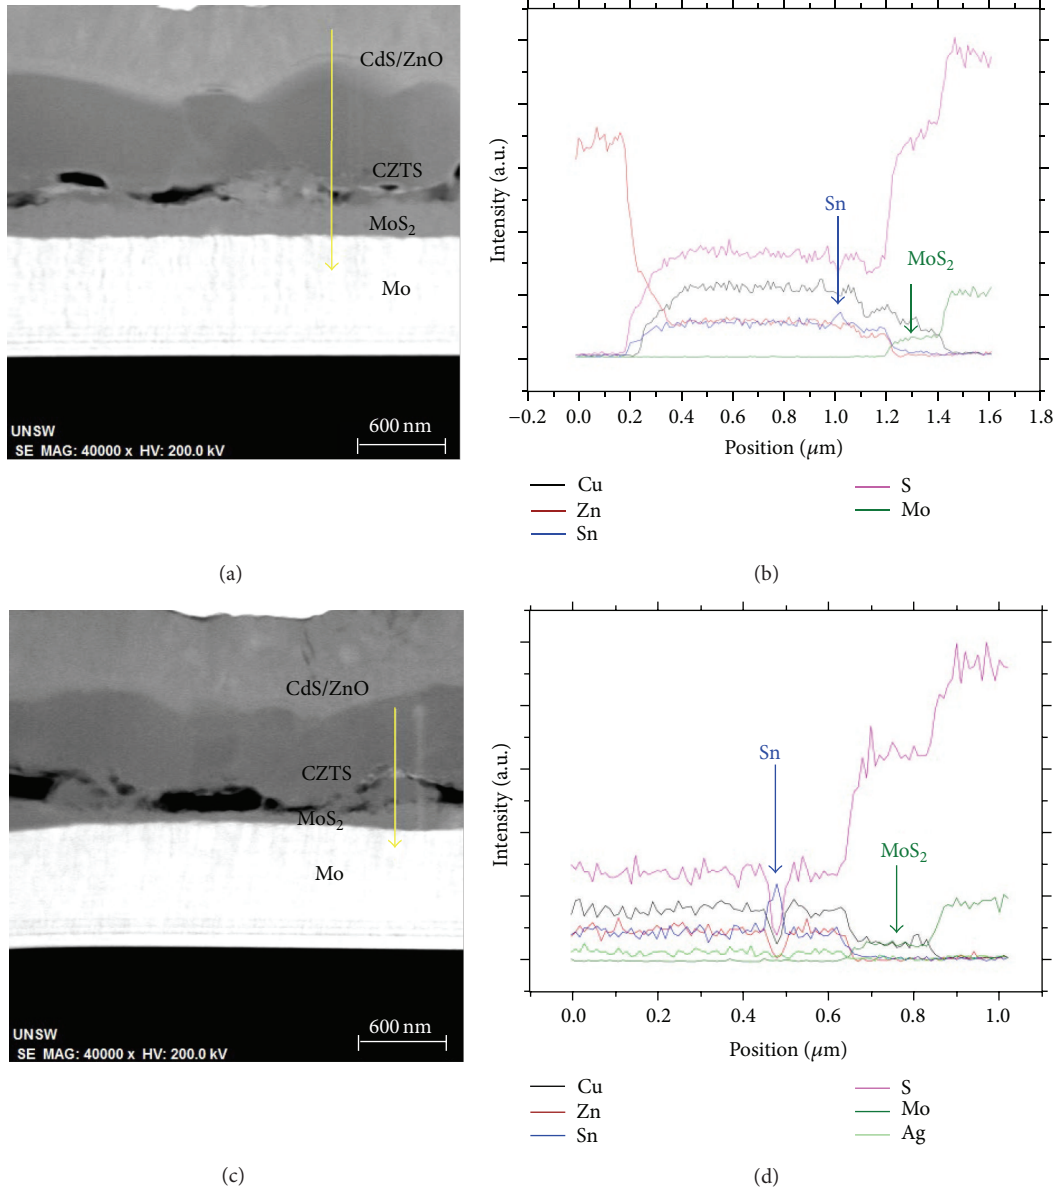 CdS/ZnO
CZTS
MoS2
Mo
UNSW
SE MAG: 40000 x HV: 200.0 kV
600 nm
(a)
Intensity (a.u.)
Sn
MoS2
−0.2 0.0 0.2 0.4 0.6 0.8 1.0 1.2 1.4 1.6 1.8
Position (μm)
Cu
Zn
Sn
S
Mo
(b)
CdS/ZnO
CZTS
MoS2
Mo
UNSW
SE MAG: 40000 x HV: 200.0 kV
600 nm
(c)
Intensity (a.u.)
Sn
MoS2
0.0 0.2 0.4 0.6 0.8 1.0
Position (μm)
Cu
Zn
Sn
S
Mo
Ag
(d)